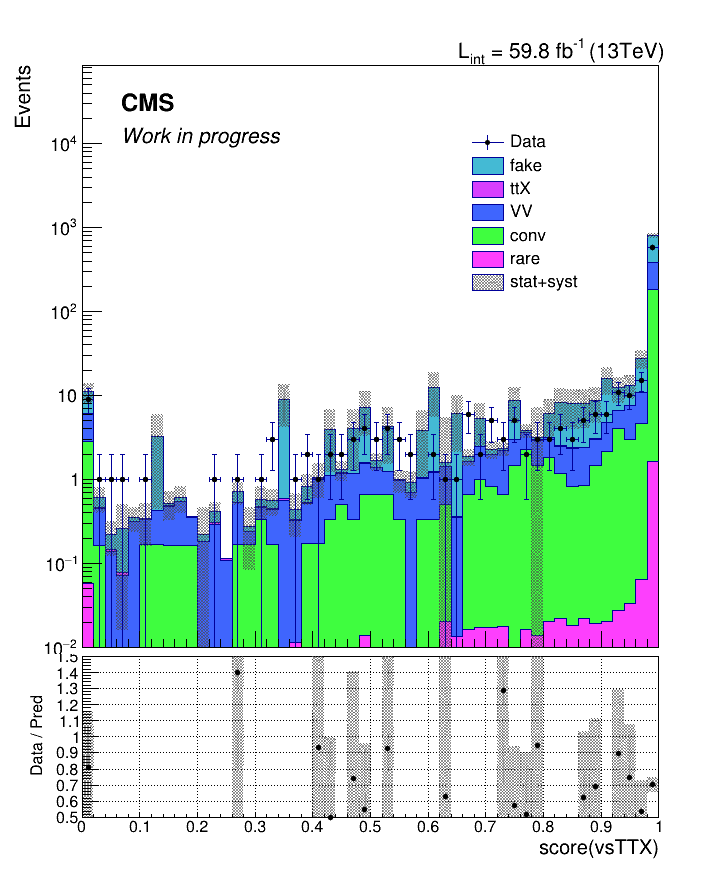 L_int = 59.8 fb^-1 (13TeV)
Events
CMS
Work in progress
Data
fake
ttX
VV
conv
rare
stat+syst
10^4
10^3
10^2
10
1
10^-1
10^-2
Data / Pred
1.5
1.4
1.3
1.2
1.1
1
0.9
0.8
0.7
0.6
0.5
0 0.1 0.2 0.3 0.4 0.5 0.6 0.7 0.8 0.9 1
score(vsTTX)